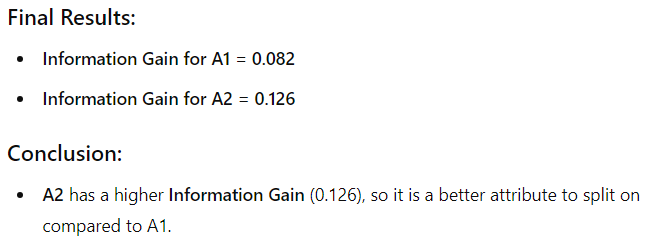 Final Results:
• Information Gain for A1 = 0.082
• Information Gain for A2 = 0.126
Conclusion:
• A2 has a higher Information Gain (0.126), so it is a better attribute to split on
compared to A1.